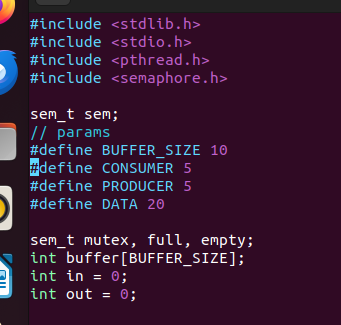 #include <stdlib.h>
#include <stdio.h>
#include <pthread.h>
#include <semaphore.h>
sem_t sem;
// params
#define BUFFER_SIZE 10
#define CONSUMER 5
#define PRODUCER 5
#define DATA 20
sem_t mutex, full, empty;
int buffer[BUFFER_SIZE];
int in = 0;
int out = 0;